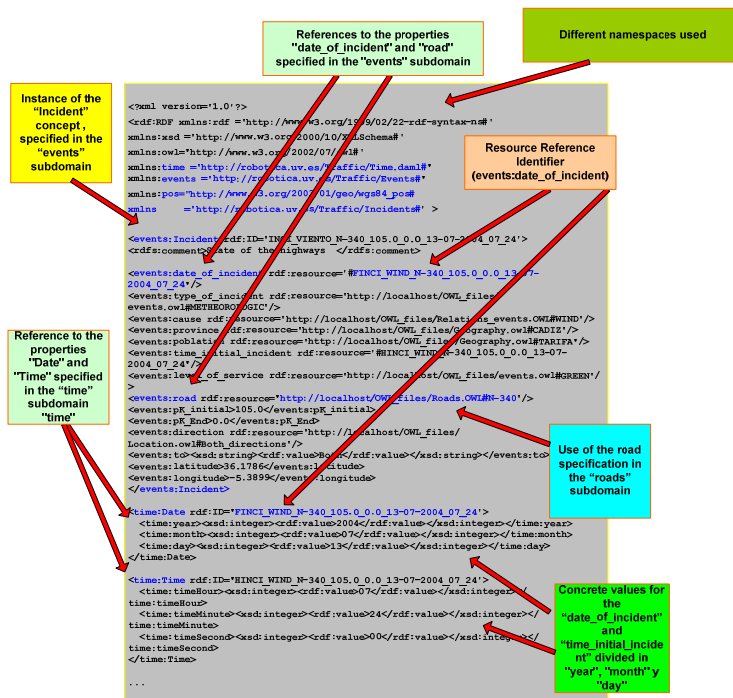 References to the properties
"date_of_incident" and "road"
specified in the "events" subdomain
Different namespaces used
Instance of the
“Incident”
concept ,
specified in the
“events”
subdomain
Resource Reference
Identifier
(events:date_of_incident)
Reference to the
properties
"Date" and
"Time" specified
in the “time”
subdomain
"time"
Use of the road
specification in
the “roads”
subdomain
Concrete values for
the
“date_of_incident”
and
“time_initial_incide
nt” divided in
"year", "month" y
"day"
<?xml version='1.0'?>
<rdf:RDF xmlns:rdf ='http://www.w3.org/1999/02/22-rdf-syntax-ns#'
xmlns:xsd ='http://www.w3.org/2000/10/XMLSchema#'
xmlns:owl='http://www.w3.org/2002/07/owl#'
xmlns:time ='http://robotica.uv.es/Traffic/Time.daml#"
xmlns:events ='http://robotica.uv.es/Traffic/Events#"
xmlns:pos="http://www.w3.org/2003/01/geo/wgs84_pos#
xmlns ='http://robotica.uv.es/Traffic/Incidents#' >
<events:Incident rdf:ID='INCI_VIENTO_N-340_105.0_0.0_13-07-2004_07_24'>
<rdfs:comment>State of the highways </rdfs:comment>
<events:date_of_incident rdf:resource='#FINCI_WIND_N-340_105.0_0.0_13-07-
2004_07_24"/>
<events:type_of_incident rdf:resource='http://localhost/OWL_files/
events.owl#METHEOROLOGIC'/>
<events:cause rdf:resource='http://localhost/OWL_files/Relations_events.OWL#WIND'/>
<events:province rdf:resource='http://localhost/OWL_files/Geography.owl#CADIZ'/>
<events:poblation rdf:resource='http://localhost/OWL_files/Geography.owl#TARIFA"/>
<events:time_initial_incident rdf:resource='#HINCI_WIND_N-340_105.0_0.0_13-07-
2004_07_24"/>
<events:level_of_service rdf:resource='http://localhost/OWL_files/events.owl#GREEN'/
>
<events:road rdf:resource="http://localhost/OWL_files/Roads.OWL#N-340'/>
<events:pK_initial>105.0</events:pK_initial>
<events:pK_End>0.0</events:pK_End>
<events:direction rdf:resource='http://localhost/OWL_files/
Location.owl#Both_directions'/>
<events:to><xsd:string><rdf:value>Both</rdf:value></xsd:string></events:to>
<events:latitude>36,1786</events:latitude>
<events:longitude>-5.3899</events:longitude>
</events:Incident>
<time:Date rdf:ID="FINCI_WIND_N-340_105.0_0.0_13-07-2004_07_24'>
<time:year><xsd:integer><rdf:value>2004</rdf:value></xsd:integer></time:year>
<time:month><xsd:integer><rdf:value>07</rdf:value></xsd:integer></time:month>
<time:day><xsd:integer><rdf:value>13</rdf:value></xsd:integer></time:day>
</time:Date>
<time:Time rdf:ID="HINCI_WIND_N-340_105.0_0.0_13-07-2004_07_24'>
<time:timeHour><xsd:integer><rdf:value>07</rdf:value></xsd:integer></
time:timeHour>
<time:timeMinute><xsd:integer><rdf:value>24</rdf:value></xsd:integer></
time:timeMinute>
<time:timeSecond><xsd:integer><rdf:value>00</rdf:value></xsd:integer></
time:timeSecond>
</time:Time>
...